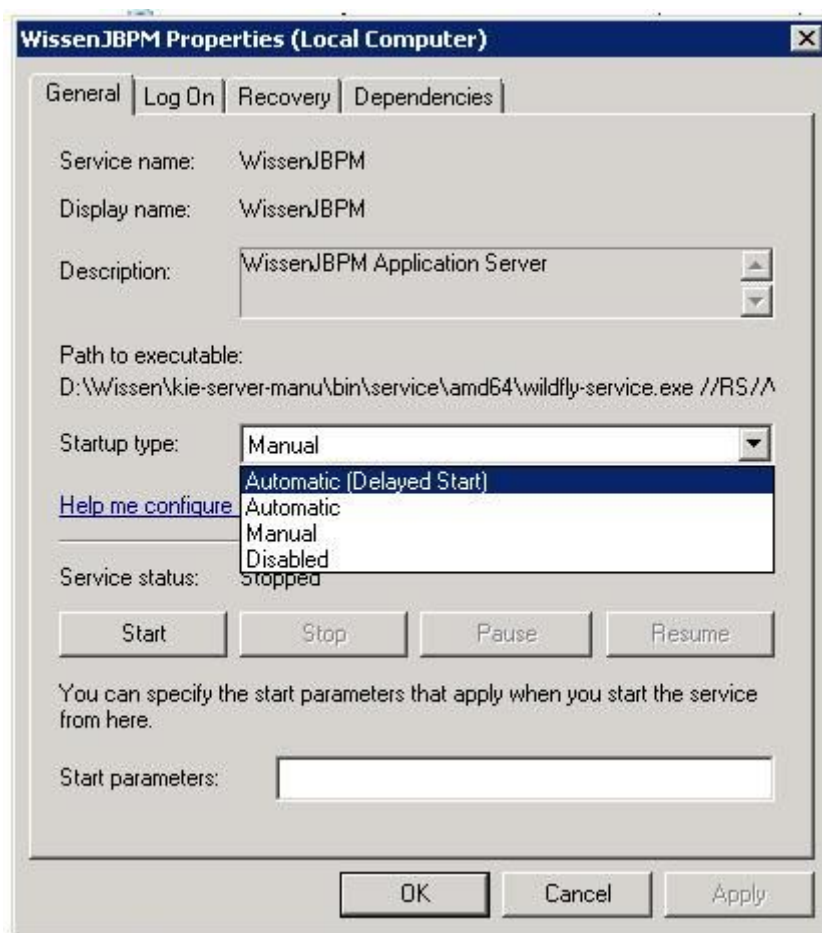 WissenJBPM Properties (Local Computer)
General Log On Recovery Dependencies
Service name: WissenJBPM
Display name: WissenJBPM
Description: WissenJBPM Application Server
Path to executable:
D:\Wissen\kie-server-manu\bin\service\amd64\wildfly-service.exe //RS//
Startup type: Manual
Automatic (Delayed Start)
Help me configure Automatic
Manual
Disabled
Service status: Stopped
Start Stop Pause Resume
You can specify the start parameters that apply when you start the service
from here.
Start parameters:
OK Cancel Apply